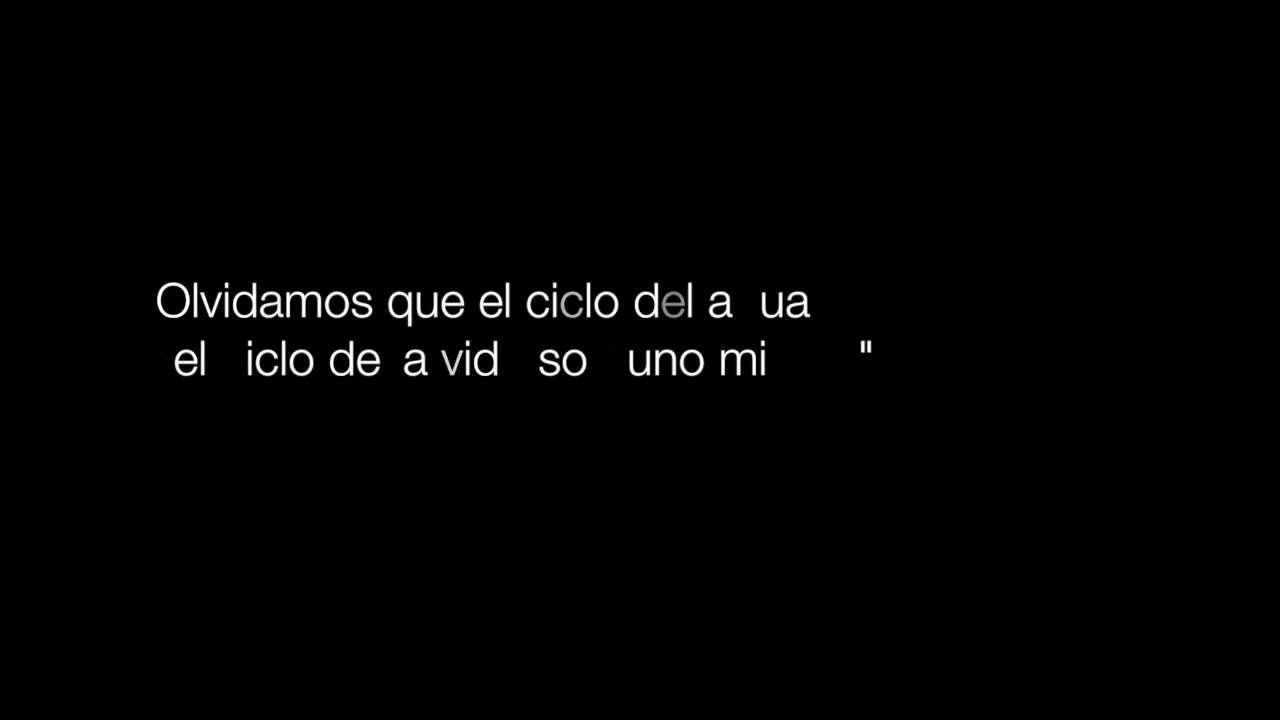 Olvidamos que el ciclo del a ua
el iclo de a vid so uno mi "